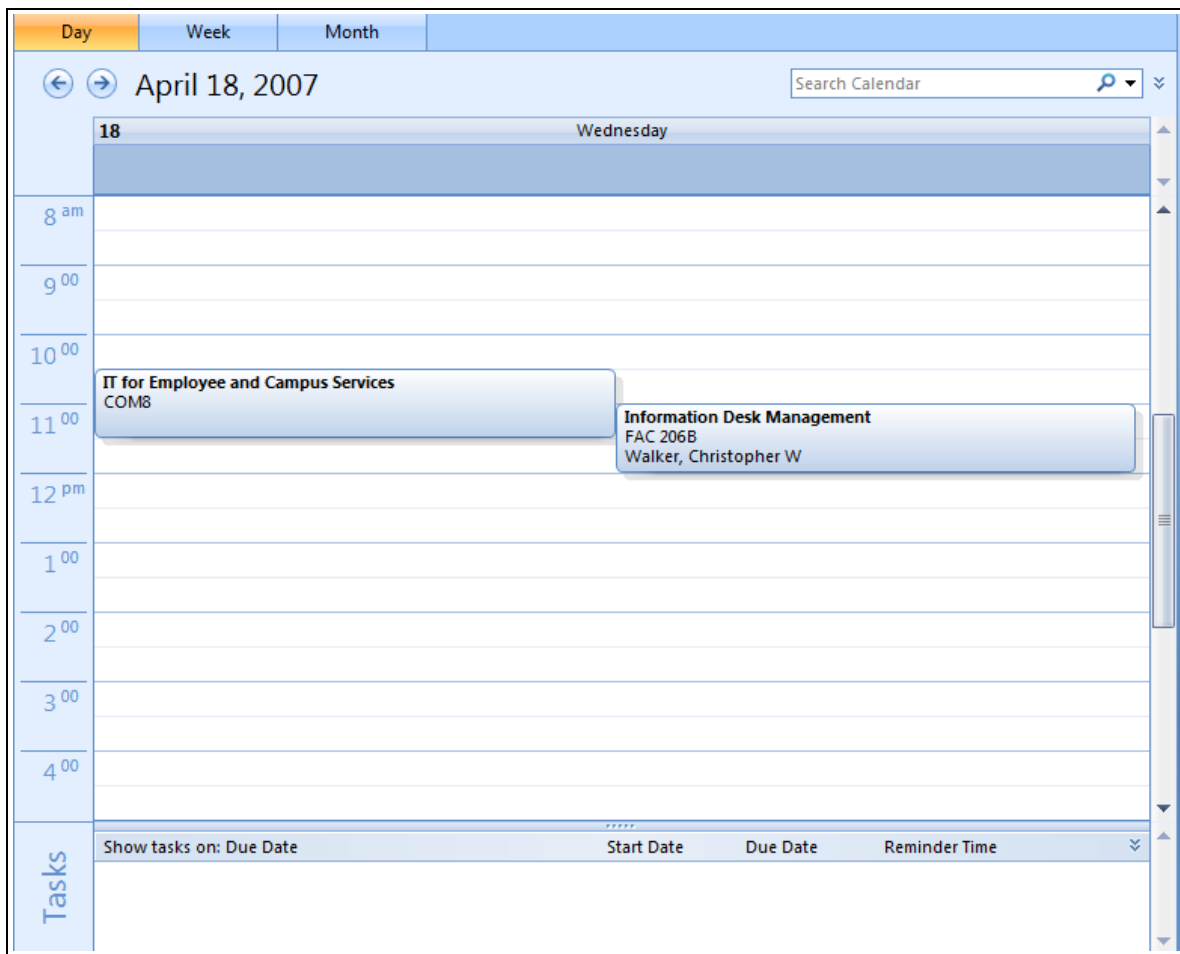 Day Week Month
April 18, 2007 Search Calendar
18 Wednesday
8 am
9 00
10 00
IT for Employee and Campus Services
COM8
11 00
Information Desk Management
FAC 206B
Walker, Christopher W
12 pm
1 00
2 00
3 00
4 00
Tasks
Show tasks on: Due Date Start Date Due Date Reminder Time